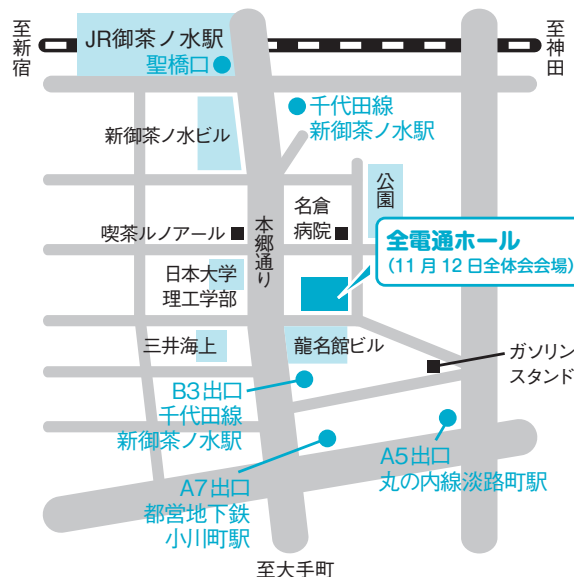 至新宿
JR御茶ノ水駅
聖橋口
至神田
千代田線
新御茶ノ水駅
新御茶ノ水ビル
公園
名倉
病院
喫茶ルノアール
本郷通り
全電通ホール
(11月12日全体会会場)
日本大学
理工学部
三井海上
龍名館ビル
ガソリン
スタンド
B3出口
千代田線
新御茶ノ水駅
A5出口
丸の内線淡路町駅
A7出口
都営地下鉄
小川町駅
至大手町